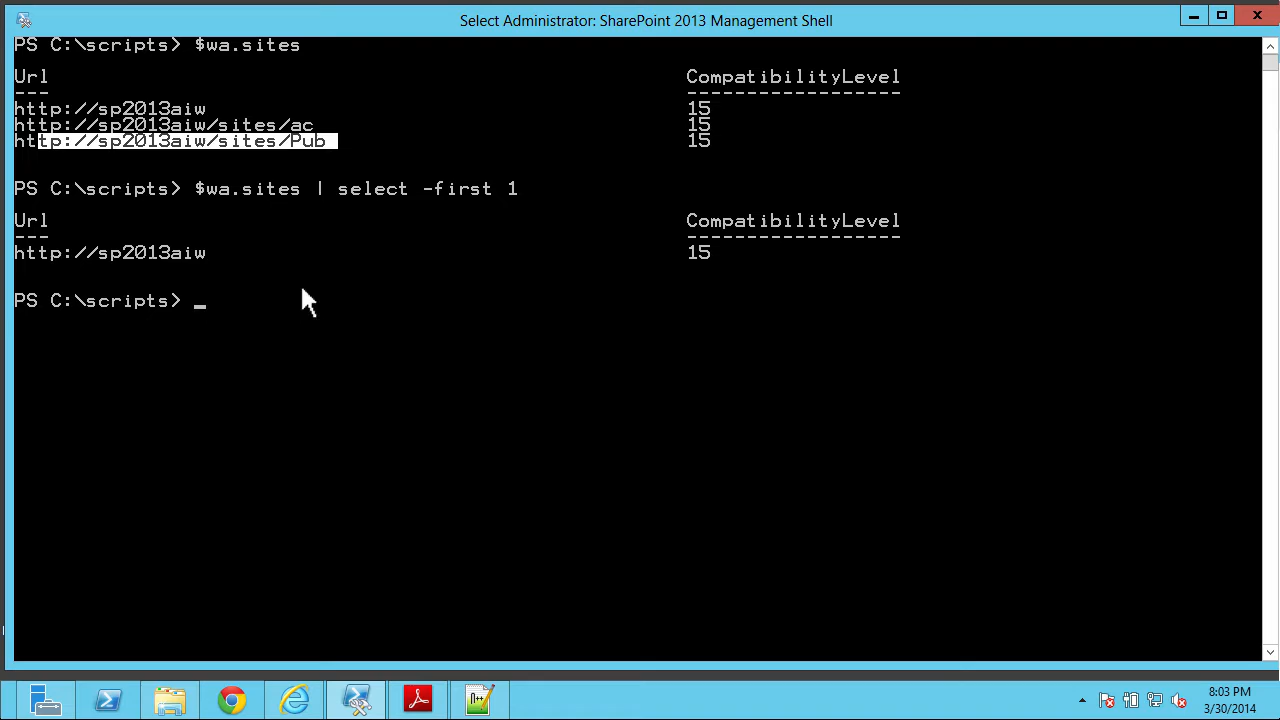 Select Administrator: SharePoint 2013 Management Shell
PS C:\scripts> $wa.sites
Url CompatibilityLevel
--- ------------------
http://sp2013aiw 15
http://sp2013aiw/sites/ac 15
http://sp2013aiw/sites/Pub 15
PS C:\scripts> $wa.sites | select -first 1
Url CompatibilityLevel
--- ------------------
http://sp2013aiw 15
PS C:\scripts> _
8:03 PM
3/30/2014